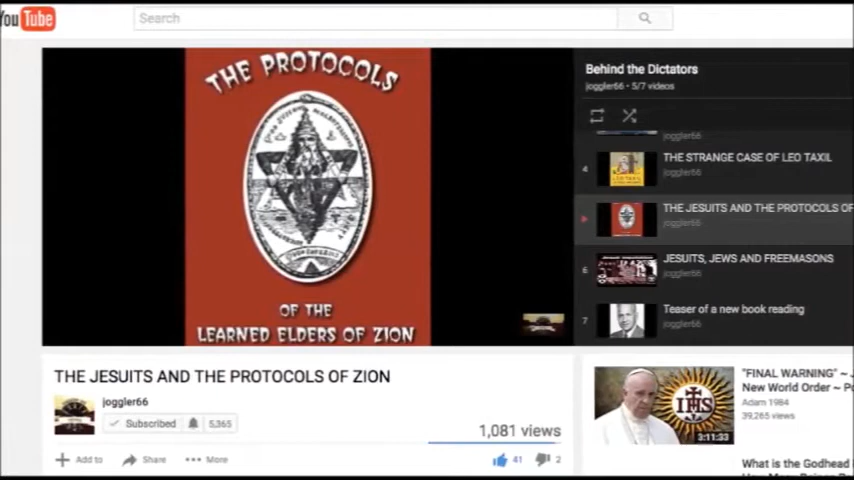 You Tube
Search
THE PROTOCOLS
OF THE
LEARNED ELDERS OF ZION
Behind the Dictators
joggler66 • 5/7 videos
joggler66
4
THE STRANGE CASE OF LEO TAXIL
joggler66
THE JESUITS AND THE PROTOCOLS OF
joggler66
6
JESUITS, JEWS AND FREEMASONS
joggler66
7
Teaser of a new book reading
joggler66
THE JESUITS AND THE PROTOCOLS OF ZION
joggler66
Subscribed 5,365
1,081 views
Add to Share More
41 2
IHS
3:11:33
"FINAL WARNING" ~ J
New World Order ~ P
Adam 1984
39,265 views
What is the Godhead